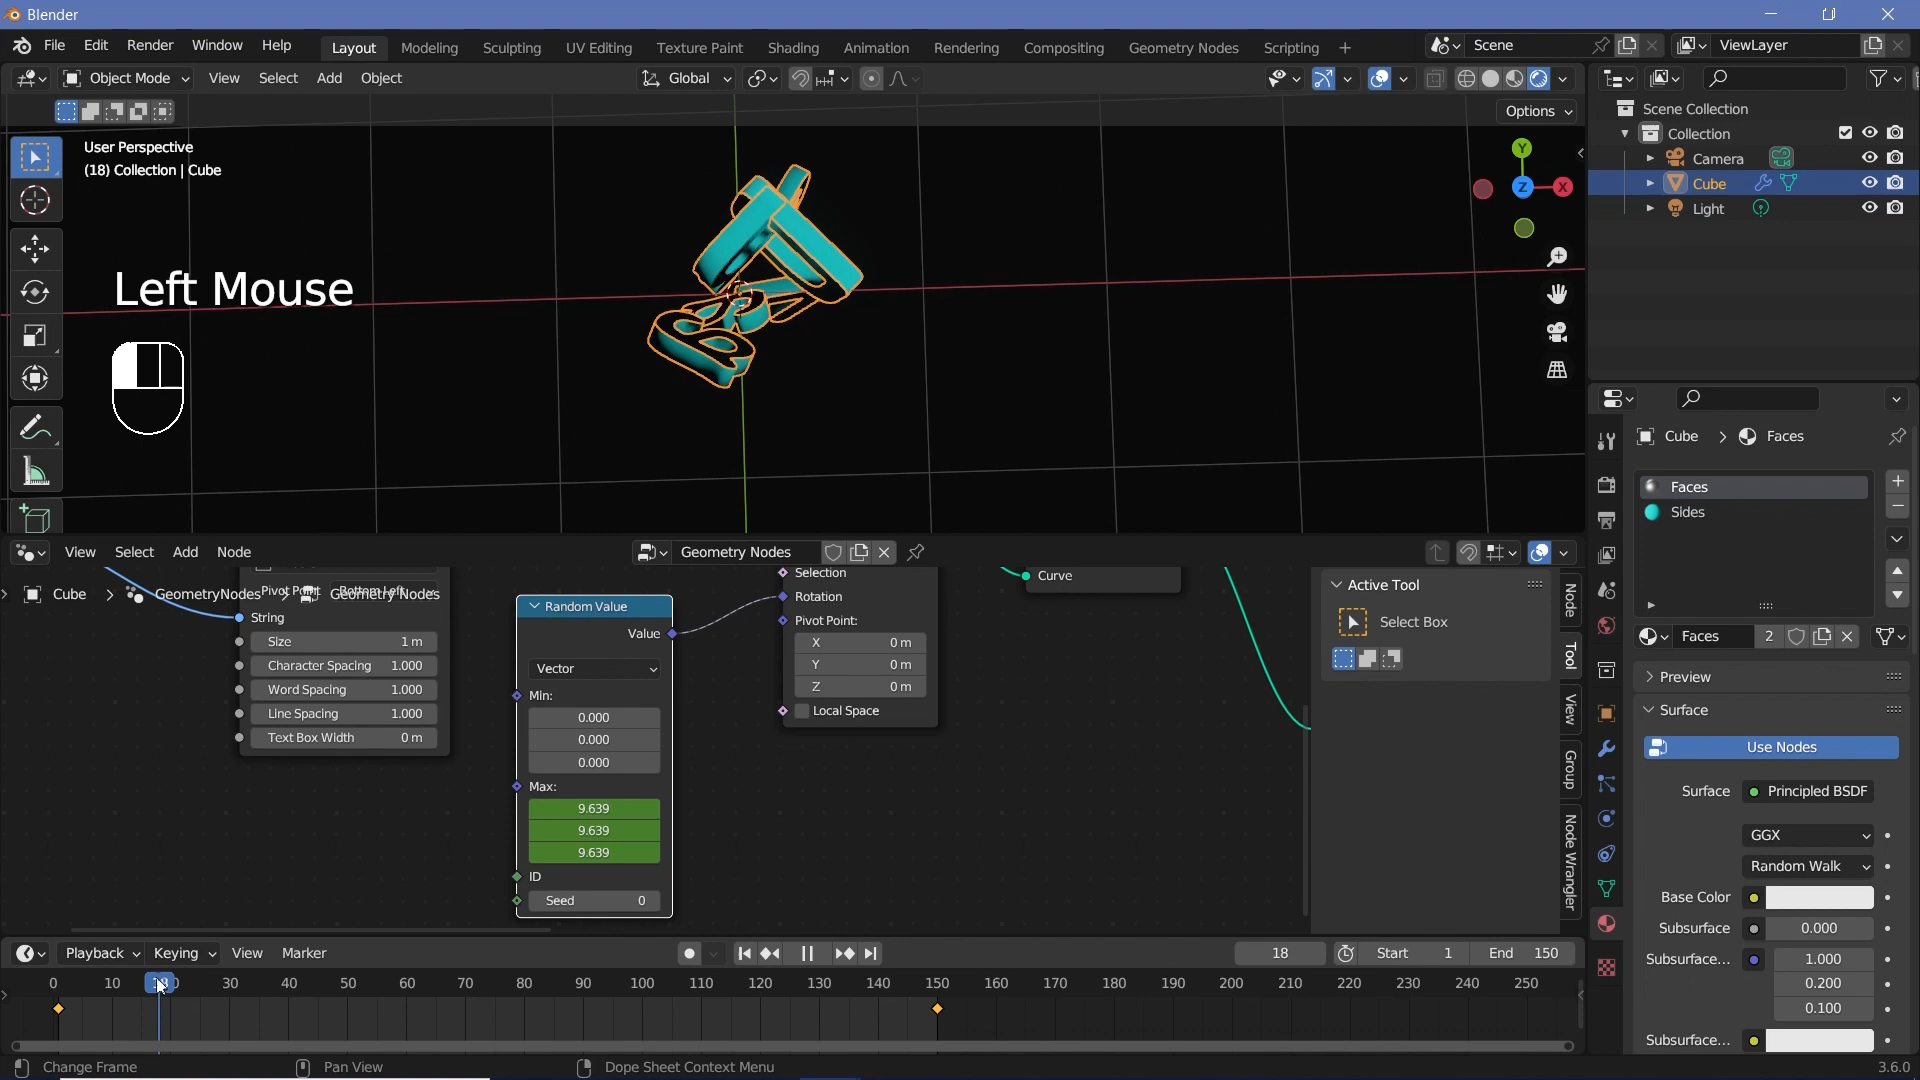 Blender
File Edit Render Window Help Layout Modeling Sculpting UV Editing Texture Paint Shading Animation Rendering Compositing Geometry Nodes Scripting + Scene ViewLayer
Object Mode View Select Add Object Global
Options
User Perspective
(18) Collection | Cube
Y
Z X
Left Mouse
Scene Collection
Collection
Camera
Cube
Light
Cube > Faces
Faces
Sides
Faces 2
Preview
Surface
Use Nodes
Surface Principled BSDF
GGX
Random Walk
Base Color
Subsurface 0.000
Subsurface... 1.000
0.200
0.100
Subsurface...
View Select Add Node Geometry Nodes
Cube > GeometryNodes > Geometry Nodes
Pivot Point Bottom Left
String
Size 1 m
Character Spacing 1.000
Word Spacing 1.000
Line Spacing 1.000
Text Box Width 0 m
Random Value
Value
Vector
Min:
0.000
0.000
0.000
Max:
9.639
9.639
9.639
ID
Seed 0
Selection
Rotation
Pivot Point:
X 0 m
Y 0 m
Z 0 m
Local Space
Curve
Active Tool
Select Box
Node
Tool
View
Group
Node Wrangler
Playback Keying View Marker 18 Start 1 End 150
0 10 18 30 40 50 60 70 80 90 100 110 120 130 140 150 160 170 180 190 200 210 220 230 240 250
Change Frame Pan View Dope Sheet Context Menu 3.6.0